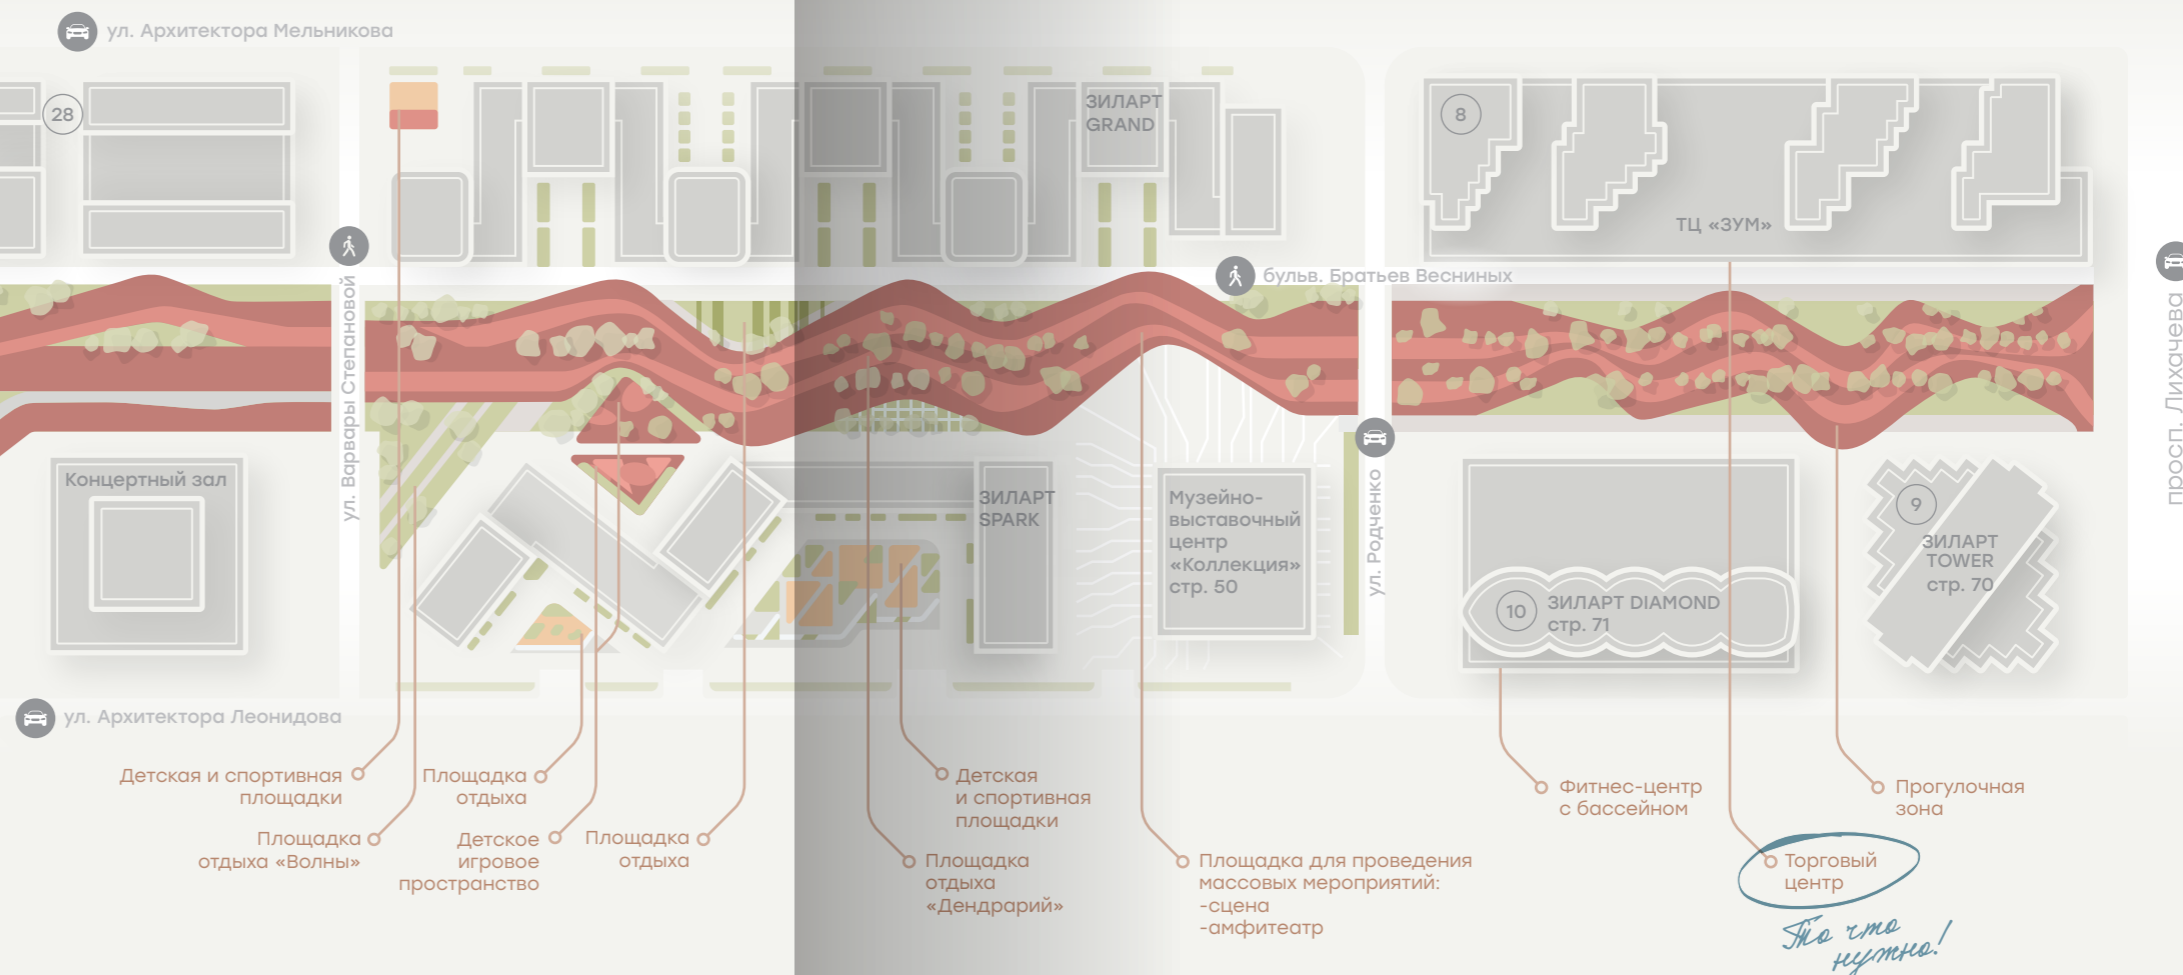 ул. Архитектора Мельникова
28
ЗИЛАРТ
GRAND
8
ТЦ «ЗУМ»
бульв. Братьев Весниных
ул. Варвары Степановой
просп. Лихачева
Концертный зал
ЗИЛАРТ
SPARK
Музейно-
выставочный
центр
«Коллекция»
стр. 50
ул. Родченко
9
ЗИЛАРТ
TOWER
стр. 70
10
ЗИЛАРТ DIAMOND
стр. 71
ул. Архитектора Леонидова
Детская и спортивная
площадки
Площадка
отдыха «Волны»
Площадка
отдыха
Детское
игровое
пространство
Площадка
отдыха
Детская
и спортивная
площадки
Площадка
отдыха
«Дендрарий»
Площадка для проведения
массовых мероприятий:
-сцена
-амфитеатр
Фитнес-центр
с бассейном
Торговый
центр
Прогулочная
зона
То что
нужно!